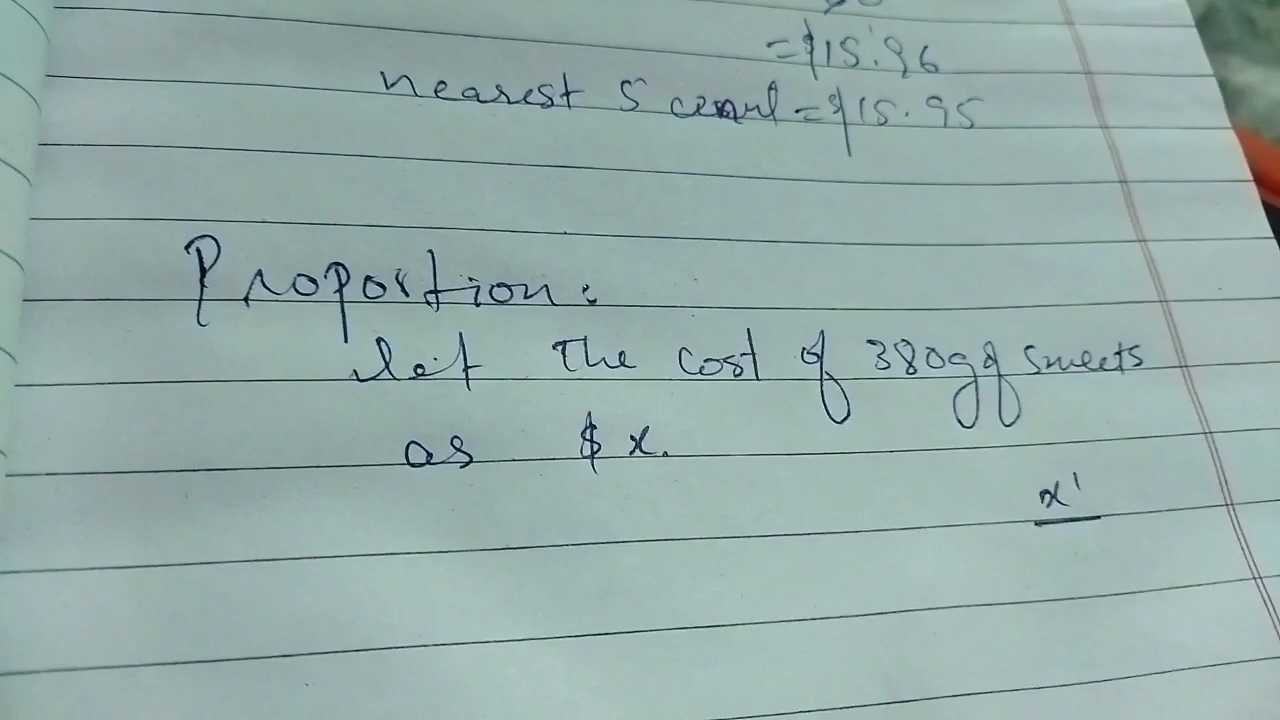 =$15.96
nearest 5 cent =$15.95
Proportion:
let the cost of 380g of sweets
as $x.
x'